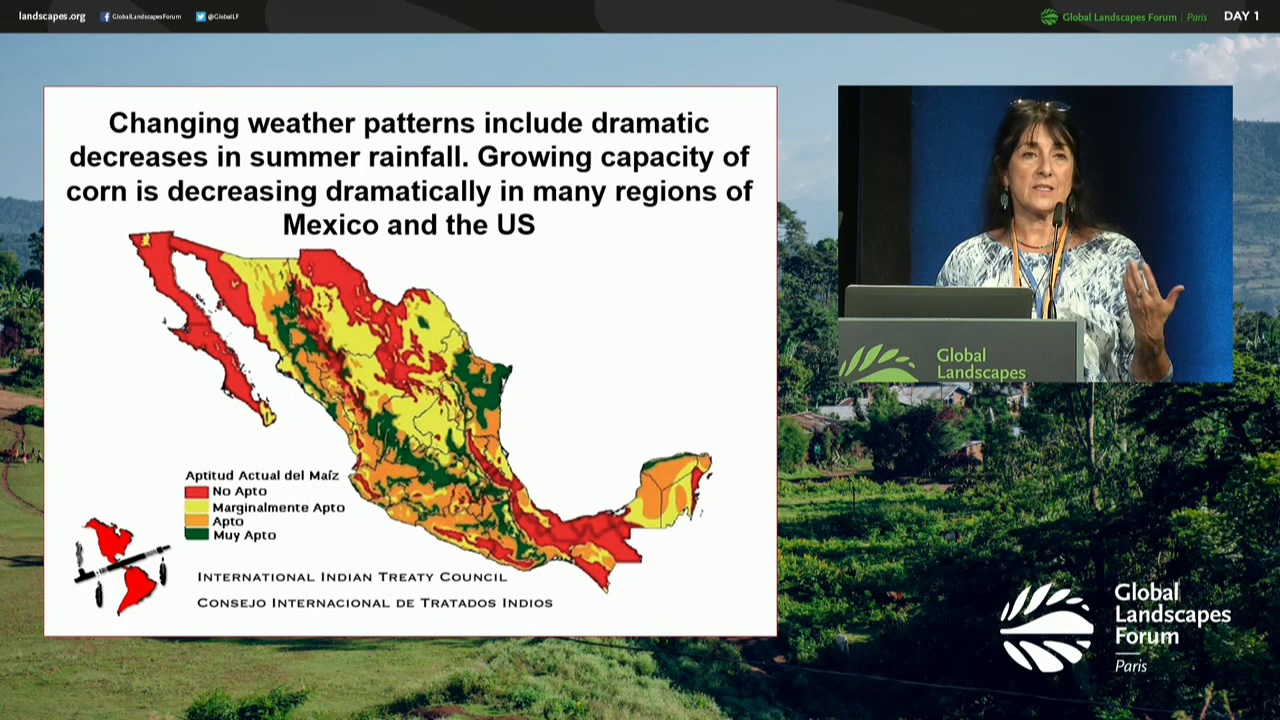 landscapes.org
GlobalLandscapesForum
@GlobalLF
Global Landscapes Forum | Paris
DAY 1
Changing weather patterns include dramatic
decreases in summer rainfall. Growing capacity of
corn is decreasing dramatically in many regions of
Mexico and the US
Aptitud Actual del Maíz
No Apto
Marginalmente Apto
Apto
Muy Apto
International Indian Treaty Council
Consejo Internacional de Tratados Indios
Global
Landscapes
Global
Landscapes
Forum
Paris